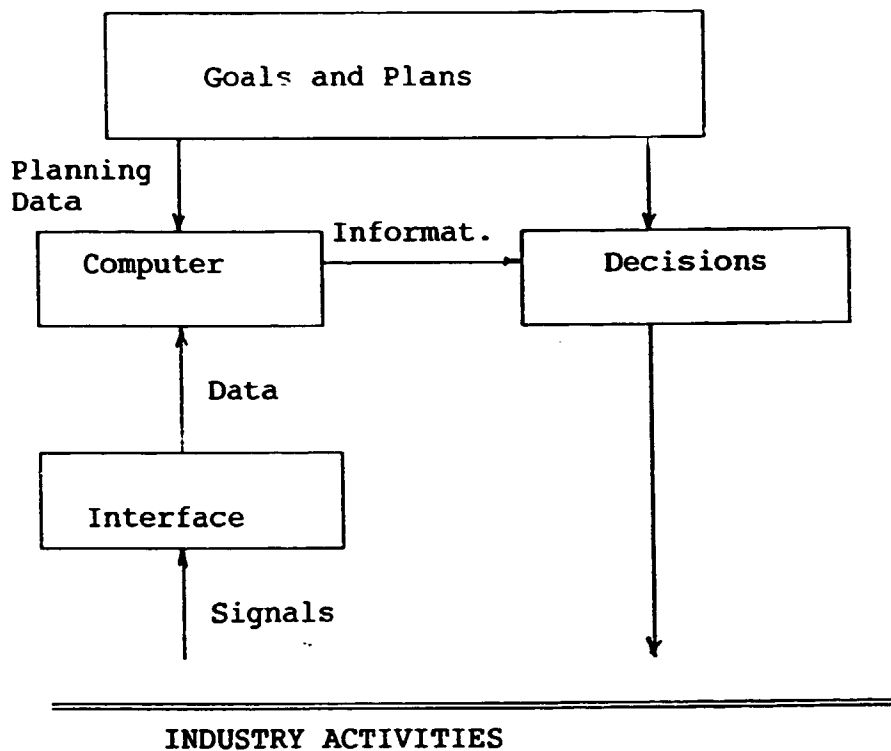 Goals and Plans
Planning
Data
Informat.
Computer
Decisions
Data
Interface
Signals
INDUSTRY ACTIVITIES